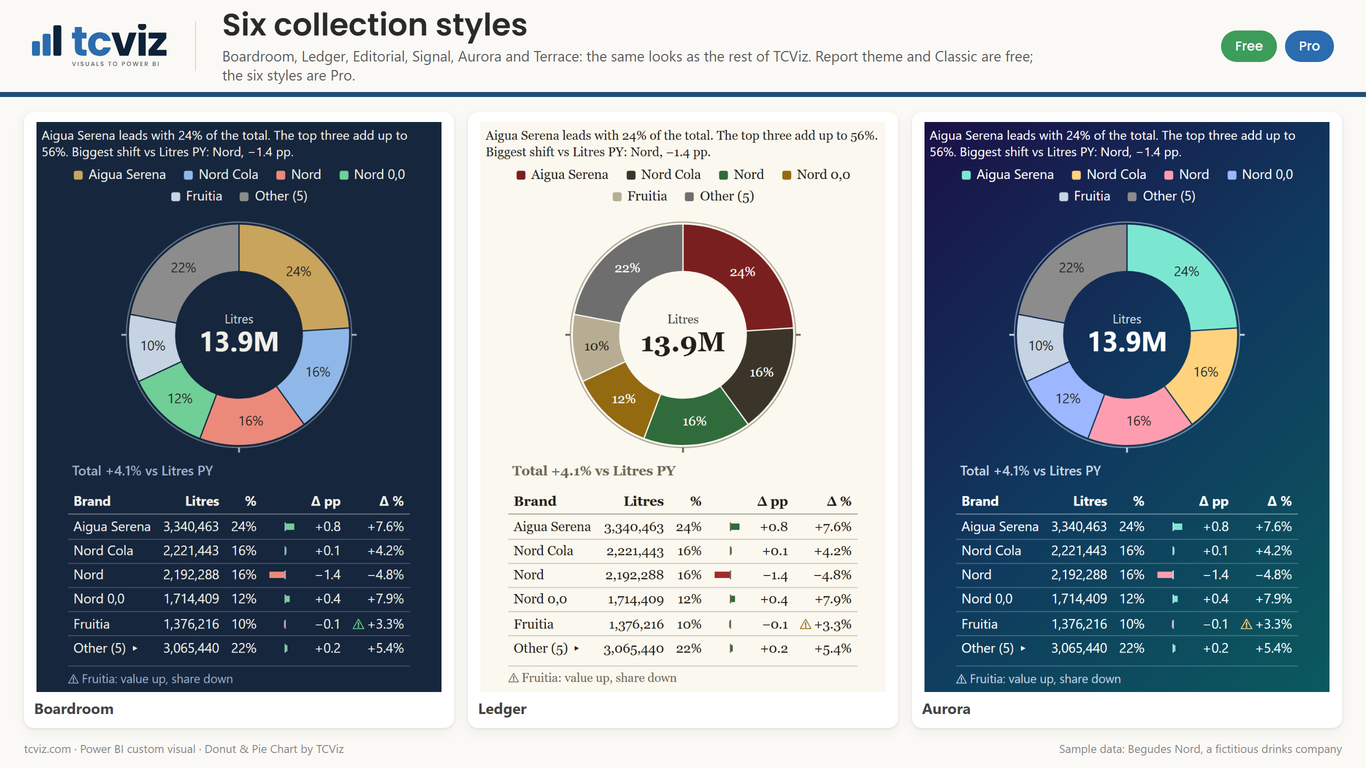 tcviz
VISUALS TO POWER BI
Six collection styles
Boardroom, Ledger, Editorial, Signal, Aurora and Terrace: the same looks as the rest of TCViz. Report theme and Classic are free;
the six styles are Pro.
Free
Pro
Aigua Serena leads with 24% of the total. The top three add up to
56%. Biggest shift vs Litres PY: Nord, −1.4 pp.
Aigua Serena Nord Cola Nord Nord 0,0
Fruitia Other (5)
22% 24%
10% 16%
12% 16%
Litres
13.9M
Total +4.1% vs Litres PY
Brand Litres % Δ pp Δ %
Aigua Serena 3,340,463 24% +0.8 +7.6%
Nord Cola 2,221,443 16% +0.1 +4.2%
Nord 2,192,288 16% −1.4 −4.8%
Nord 0,0 1,714,409 12% +0.4 +7.9%
Fruitia 1,376,216 10% −0.1 ⚠ +3.3%
Other (5) ▸ 3,065,440 22% +0.2 +5.4%
⚠ Fruitia: value up, share down
Boardroom
Aigua Serena leads with 24% of the total. The top three add up to 56%.
Biggest shift vs Litres PY: Nord, −1.4 pp.
Aigua Serena Nord Cola Nord Nord 0,0
Fruitia Other (5)
22% 24%
10% 16%
12% 16%
Litres
13.9M
Total +4.1% vs Litres PY
Brand Litres % Δ pp Δ %
Aigua Serena 3,340,463 24% +0.8 +7.6%
Nord Cola 2,221,443 16% +0.1 +4.2%
Nord 2,192,288 16% −1.4 −4.8%
Nord 0,0 1,714,409 12% +0.4 +7.9%
Fruitia 1,376,216 10% −0.1 ⚠ +3.3%
Other (5) ▸ 3,065,440 22% +0.2 +5.4%
⚠ Fruitia: value up, share down
Ledger
Aigua Serena leads with 24% of the total. The top three add up to
56%. Biggest shift vs Litres PY: Nord, −1.4 pp.
Aigua Serena Nord Cola Nord Nord 0,0
Fruitia Other (5)
22% 24%
10% 16%
12% 16%
Litres
13.9M
Total +4.1% vs Litres PY
Brand Litres % Δ pp Δ %
Aigua Serena 3,340,463 24% +0.8 +7.6%
Nord Cola 2,221,443 16% +0.1 +4.2%
Nord 2,192,288 16% −1.4 −4.8%
Nord 0,0 1,714,409 12% +0.4 +7.9%
Fruitia 1,376,216 10% −0.1 ⚠ +3.3%
Other (5) ▸ 3,065,440 22% +0.2 +5.4%
⚠ Fruitia: value up, share down
Aurora
tcviz.com · Power BI custom visual · Donut & Pie Chart by TCViz
Sample data: Begudes Nord, a fictitious drinks company